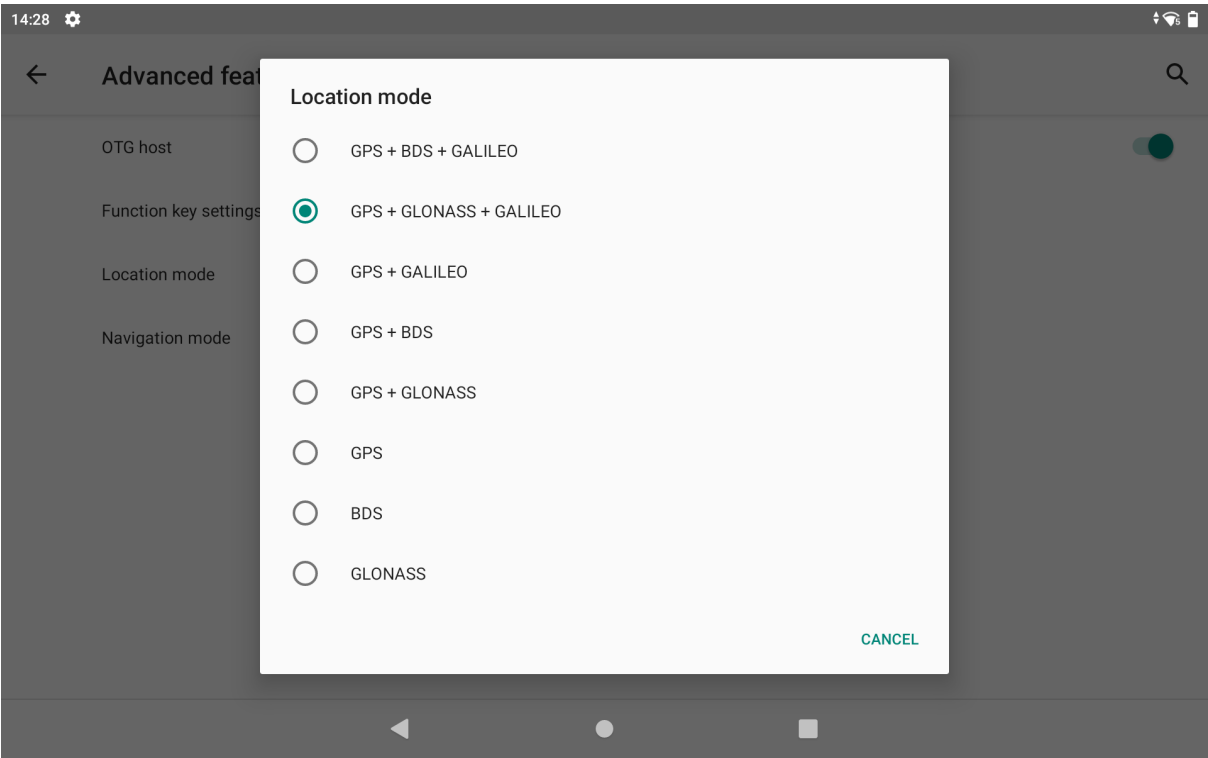 14:28
Advanced feat
Location mode
OTG host
GPS + BDS + GALILEO
Function key settings
GPS + GLONASS + GALILEO
Location mode
GPS + GALILEO
Navigation mode
GPS + BDS
GPS + GLONASS
GPS
BDS
GLONASS
CANCEL